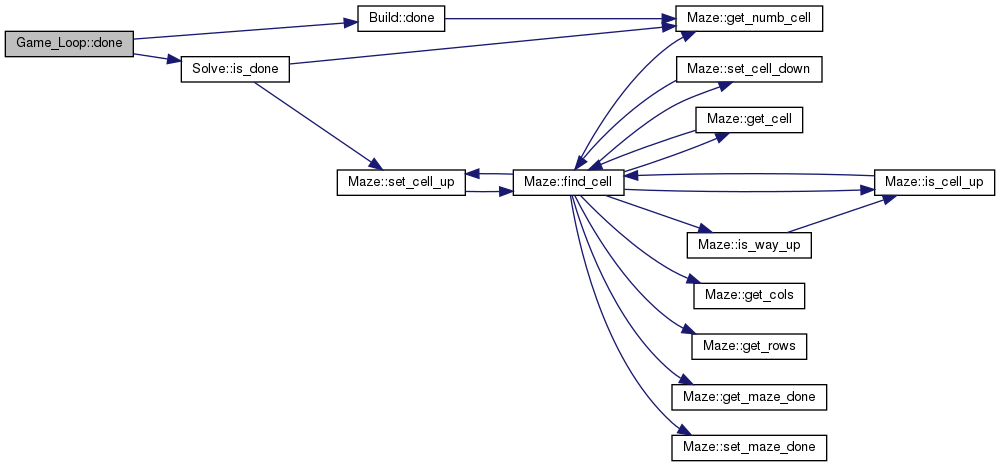 Game_Loop::done
Build::done
Solve::is_done
Maze::set_cell_up
Maze::find_cell
Maze::get_numb_cell
Maze::set_cell_down
Maze::get_cell
Maze::is_cell_up
Maze::is_way_up
Maze::get_cols
Maze::get_rows
Maze::get_maze_done
Maze::set_maze_done